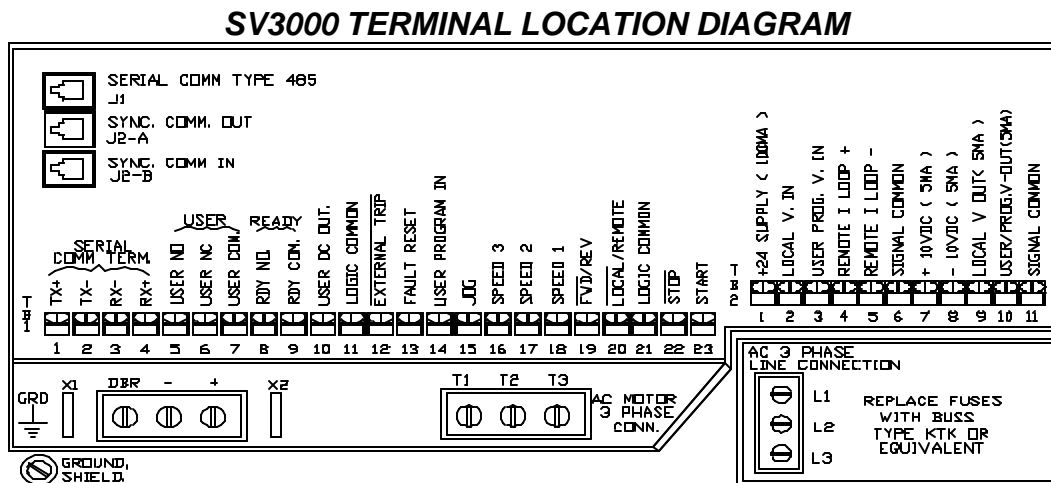 SV3000 TERMINAL LOCATION DIAGRAM
SERIAL COMM TYPE 485
J1
SYNC. COMM. OUT
J2-A
SYNC. COMM IN
J2-B
SERIAL
COMM TERM.
USER
READY
TX+
TX-
RX-
RX+
USER NO
USER NC
USER COM.
RDY NO.
RDY COM.
USER DC OUT.
LOGIC COMMON
EXTERNAL TRIP
FAULT RESET
USER PROGRAM IN
JOG
SPEED 3
SPEED 2
SPEED 1
FWD/REV
LOCAL/REMOTE
LOGIC COMMON
STOP
START
TB1
1 2 3 4 5 6 7 8 9 10 11 12 13 14 15 16 17 18 19 20 21 22 23
+24 SUPPLY ( 100MA )
LOCAL V. IN
USER PROG. V. IN
REMOTE I LOOP +
REMOTE I LOOP -
SIGNAL COMMON
+ 10VDC ( 5MA )
- 10VDC ( 5MA )
LOCAL V OUT( 5MA )
USER/PROG.V-OUT(5MA)
SIGNAL COMMON
TB2
1 2 3 4 5 6 7 8 9 10 11
GRD
X1
DBR - +
X2
T1 T2 T3
AC MOTOR
3 PHASE
CONN.
GROUND,
SHIELD,
AC 3 PHASE
LINE CONNECTION
L1
L2
L3
REPLACE FUSES
WITH BUSS
TYPE KTK OR
EQUIVALENT